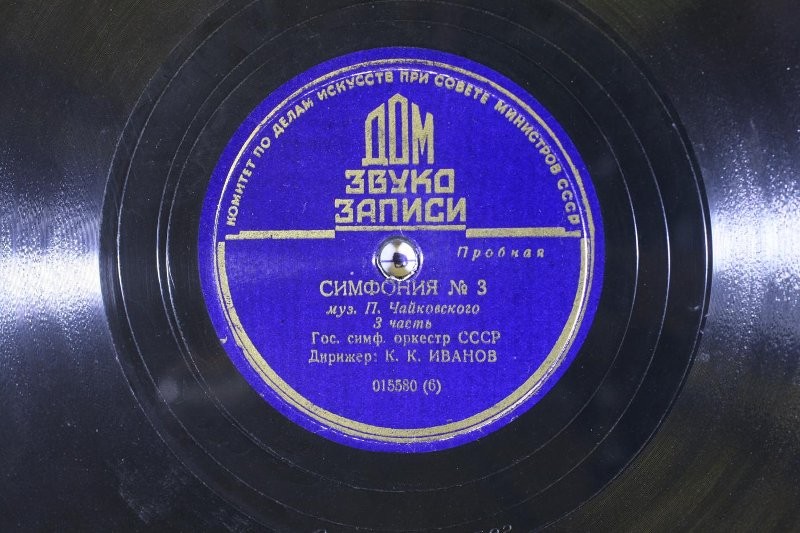 КОМИТЕТ ПО ДЕЛАМ ИСКУССТВ ПРИ СОВЕТЕ МИНИСТРОВ СССР
ДОМ
ЗВУКО
ЗАПИСИ
Пробная
СИМФОНИЯ № 3
муз. П. Чайковского
3 часть
Гос. симф. оркестр СССР
Дирижер: К. К. ИВАНОВ
015580 (6)